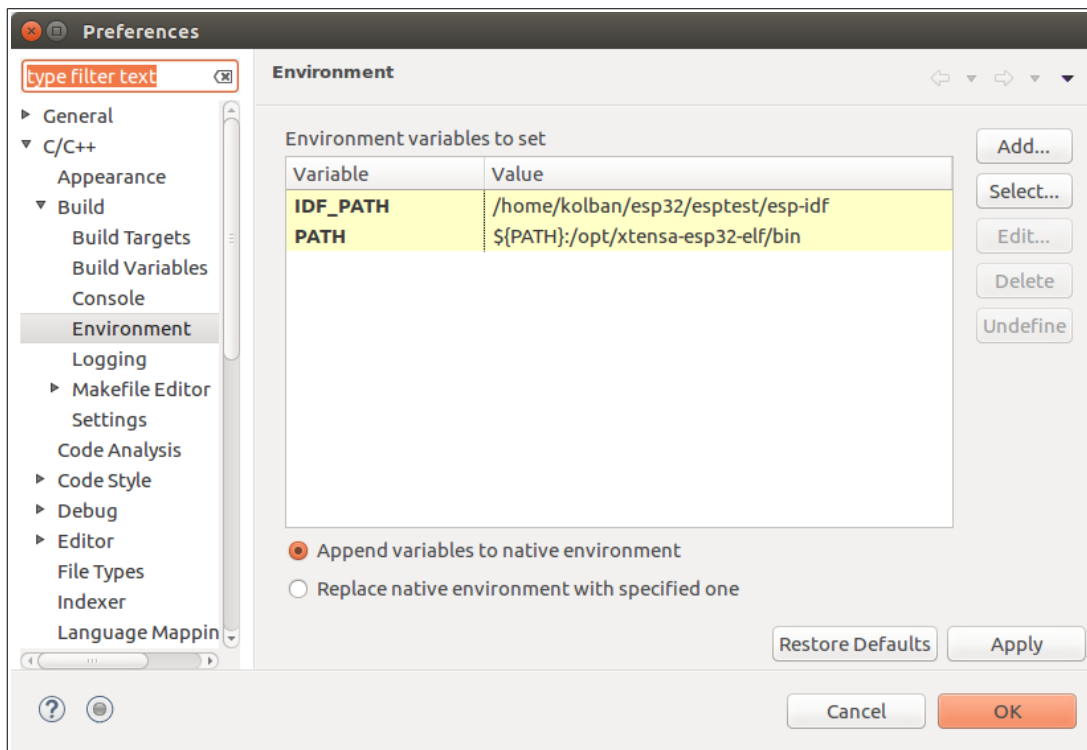 Preferences
type filter text
General
C/C++
Appearance
Build
Build Targets
Build Variables
Console
Environment
Logging
Makefile Editor
Settings
Code Analysis
Code Style
Debug
Editor
File Types
Indexer
Language Mappin
Environment
Environment variables to set
Variable Value
IDF_PATH /home/kolban/esp32/esptest/esp-idf
PATH ${PATH}:/opt/xtensa-esp32-elf/bin
Add...
Select...
Edit...
Delete
Undefine
Append variables to native environment
Replace native environment with specified one
Restore Defaults Apply
Cancel OK